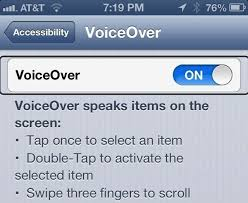 AT&T 7:19 PM 76%
Accessibility VoiceOver
VoiceOver ON
VoiceOver speaks items on the
screen:
• Tap once to select an item
• Double-Tap to activate the
selected item
• Swipe three fingers to scroll